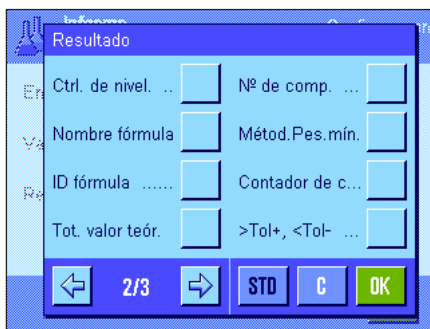 Informe
Resultado
Ctrl. de nivel. ..
Nº de comp. ...
Nombre fórmula
Métod.Pes.mín.
ID fórmula ......
Contador de c...
Tot. valor teór.
>Tol+, <Tol- ...
2/3
STD
C
OK